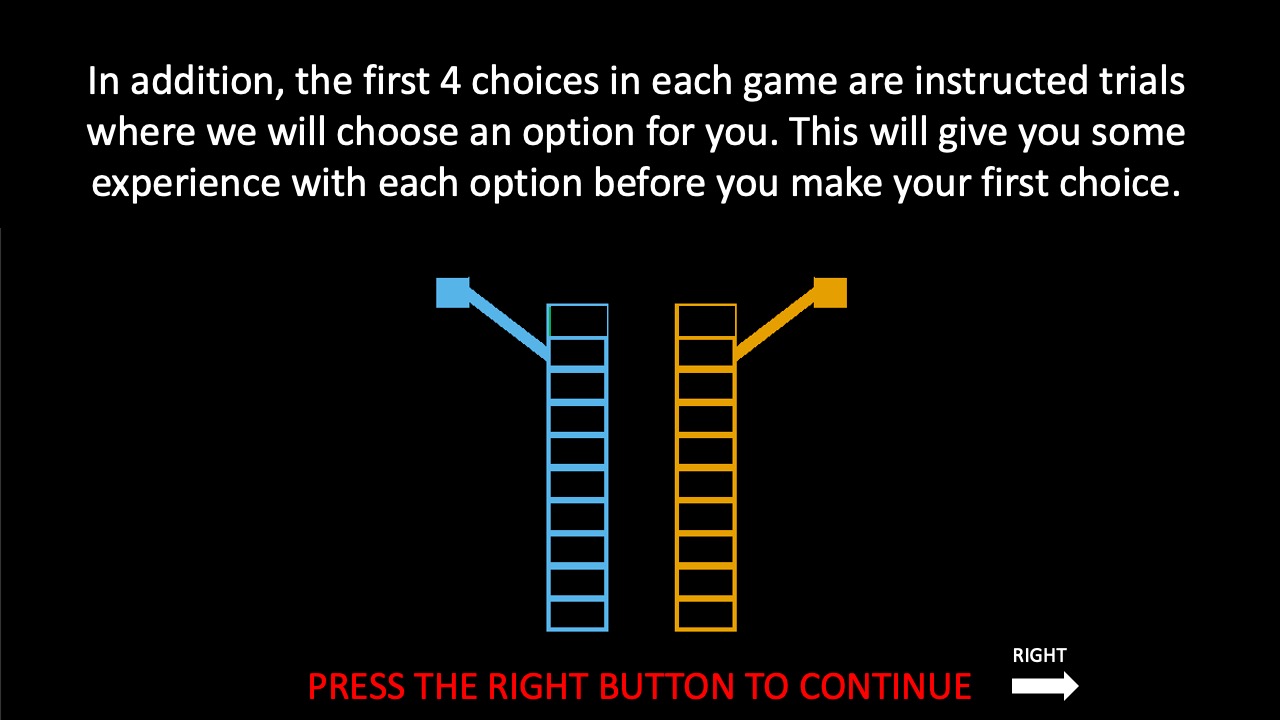 In addition, the first 4 choices in each game are instructed trials
where we will choose an option for you. This will give you some
experience with each option before you make your first choice.
RIGHT
PRESS THE RIGHT BUTTON TO CONTINUE